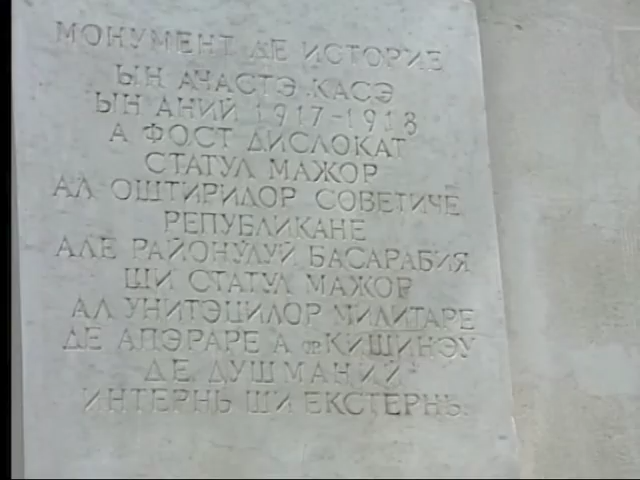 МОНУМЕНТ ДЕ ИСТОРИЕ
ЫН АЧАСТЭ КАСЭ
ЫН АНИЙ 1917-1918
А ФОСТ ДИСЛОКАТ
СТАТУЛ МАЖОР
АЛ ОШТИРИЛОР СОВЕТИЧЕ
РЕПУБЛИКАНЕ
АЛЕ РАЙОНУЛУЙ БАСАРАБИЯ
ШИ СТАТУЛ МАЖОР
АЛ УНИТЭЦИЛОР МИЛИТАРЕ
ДЕ АПЭРАРЕ А ОР. КИШИНЭУ
ДЕ ДУШМАНИЙ
ИНТЕРНЬ ШИ ЕКСТЕРНЬ.